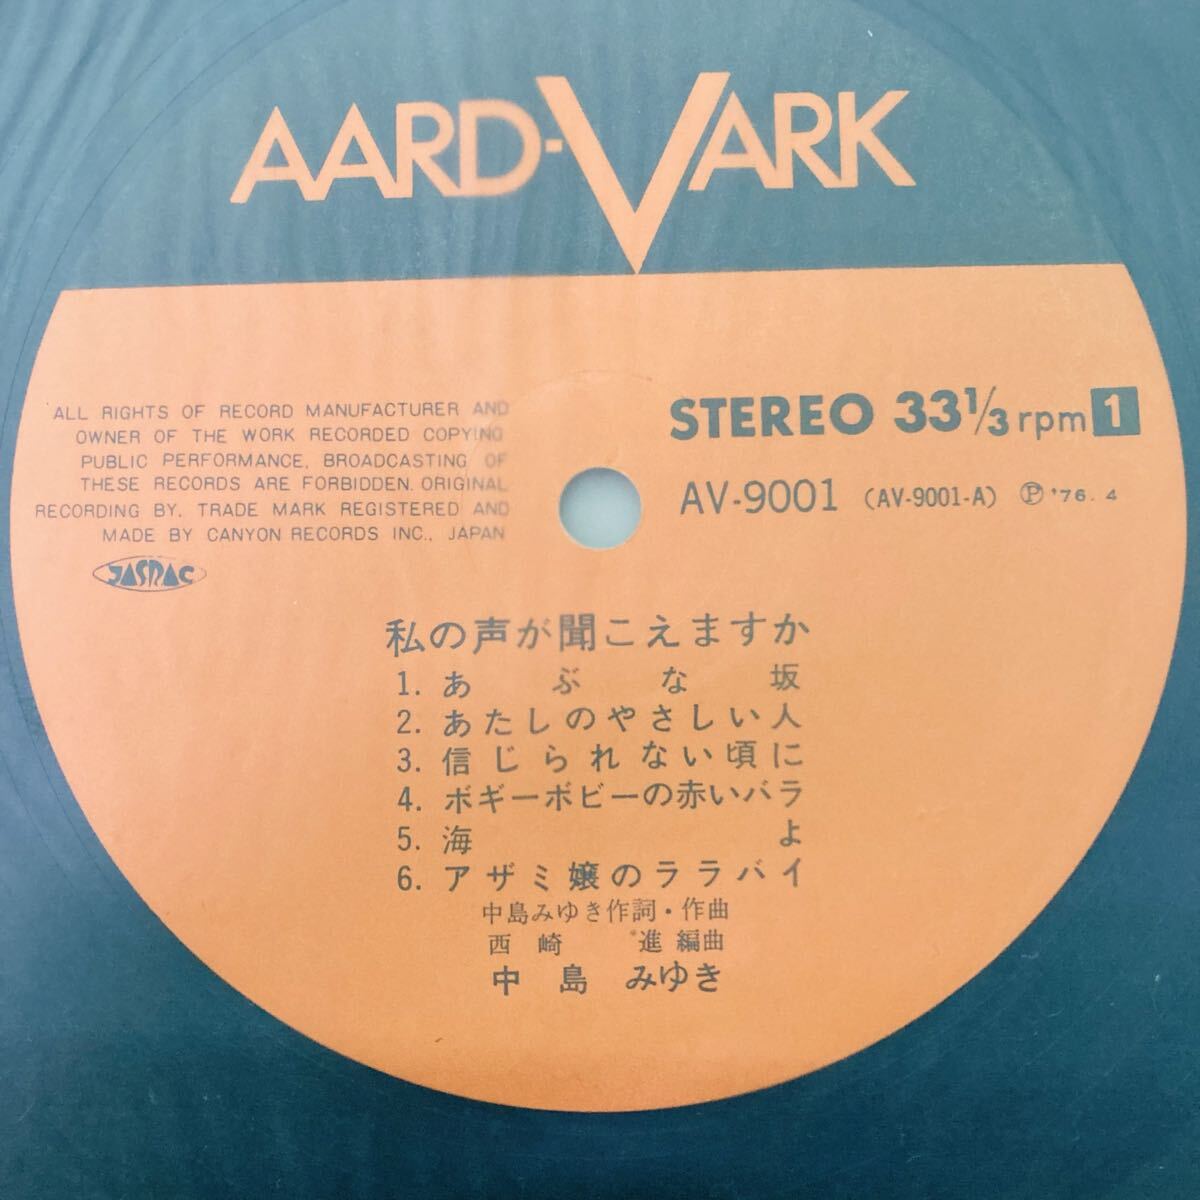 AARD-VARK
ALL RIGHTS OF RECORD MANUFACTURER AND
OWNER OF THE WORK RECORDED COPYING
PUBLIC PERFORMANCE, BROADCASTING OF
THESE RECORDS ARE FORBIDDEN. ORIGINAL
RECORDING BY, TRADE MARK REGISTERED AND
MADE BY CANYON RECORDS INC., JAPAN
JASRAC
STEREO 33 1/3 rpm 1
AV-9001 (AV-9001-A) Ⓟ '76. 4
私の声が聞こえますか
1. あぶな坂
2. あたしのやさしい人
3. 信じられない頃に
4. ボギーボビーの赤いバラ
5. 海よ
6. アザミ嬢のララバイ
中島みゆき作詞・作曲
西崎 進 編曲
中島 みゆき